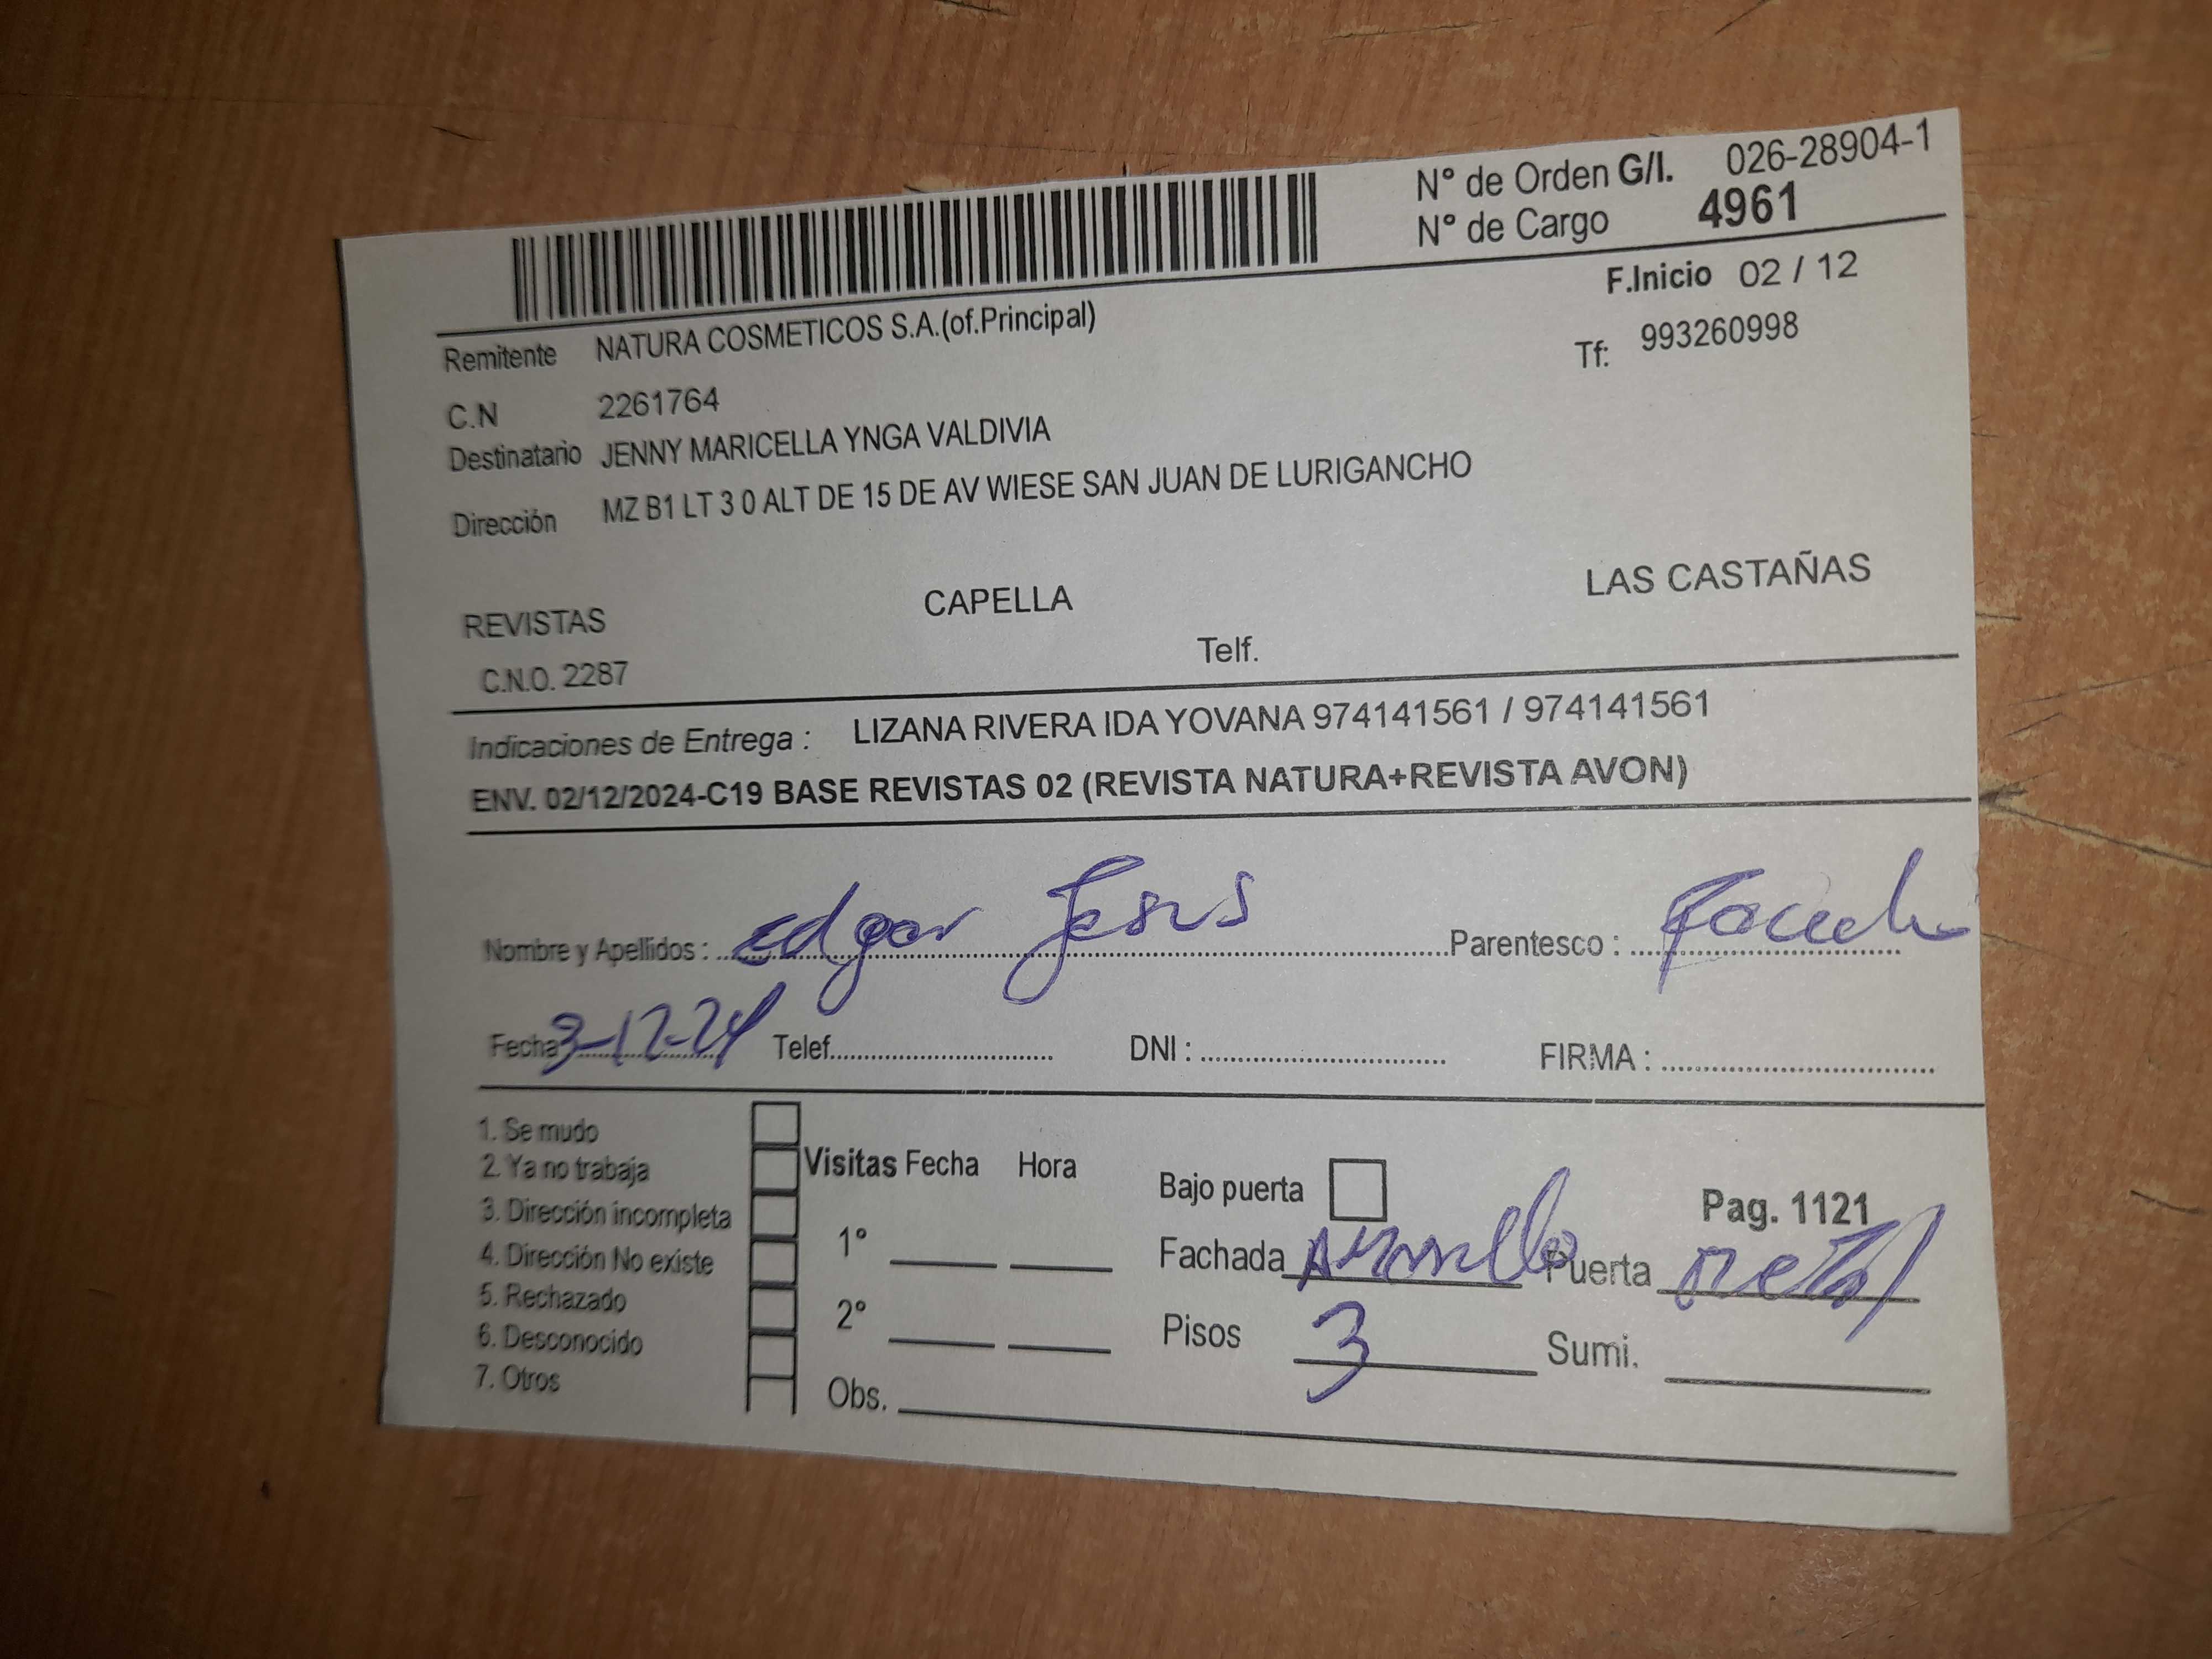 N° de Orden G/I. 026-28904-1
N° de Cargo 4961
F.Inicio 02 / 12
Remitente NATURA COSMETICOS S.A.(of.Principal)
Tf: 993260998
C.N 2261764
Destinatario JENNY MARICELLA YNGA VALDIVIA
Dirección MZ B1 LT 3 0 ALT DE 15 DE AV WIESE SAN JUAN DE LURIGANCHO
REVISTAS CAPELLA LAS CASTAÑAS
C.N.O. 2287 Telf.
Indicaciones de Entrega : LIZANA RIVERA IDA YOVANA 974141561 / 974141561
ENV. 02/12/2024-C19 BASE REVISTAS 02 (REVISTA NATURA+REVISTA AVON)
Nombre y Apellidos : Edgar Jesus Parentesco :
Fecha 3-12-24 Telef. DNI : FIRMA :
1. Se mudo
2. Ya no trabaja
3. Dirección incompleta
4. Dirección No existe
5. Rechazado
6. Desconocido
7. Otros
Visitas Fecha Hora
1°
2°
Obs.
Bajo puerta Pag. 1121
Fachada Amarillo Puerta metal
Pisos 3 Sumi.